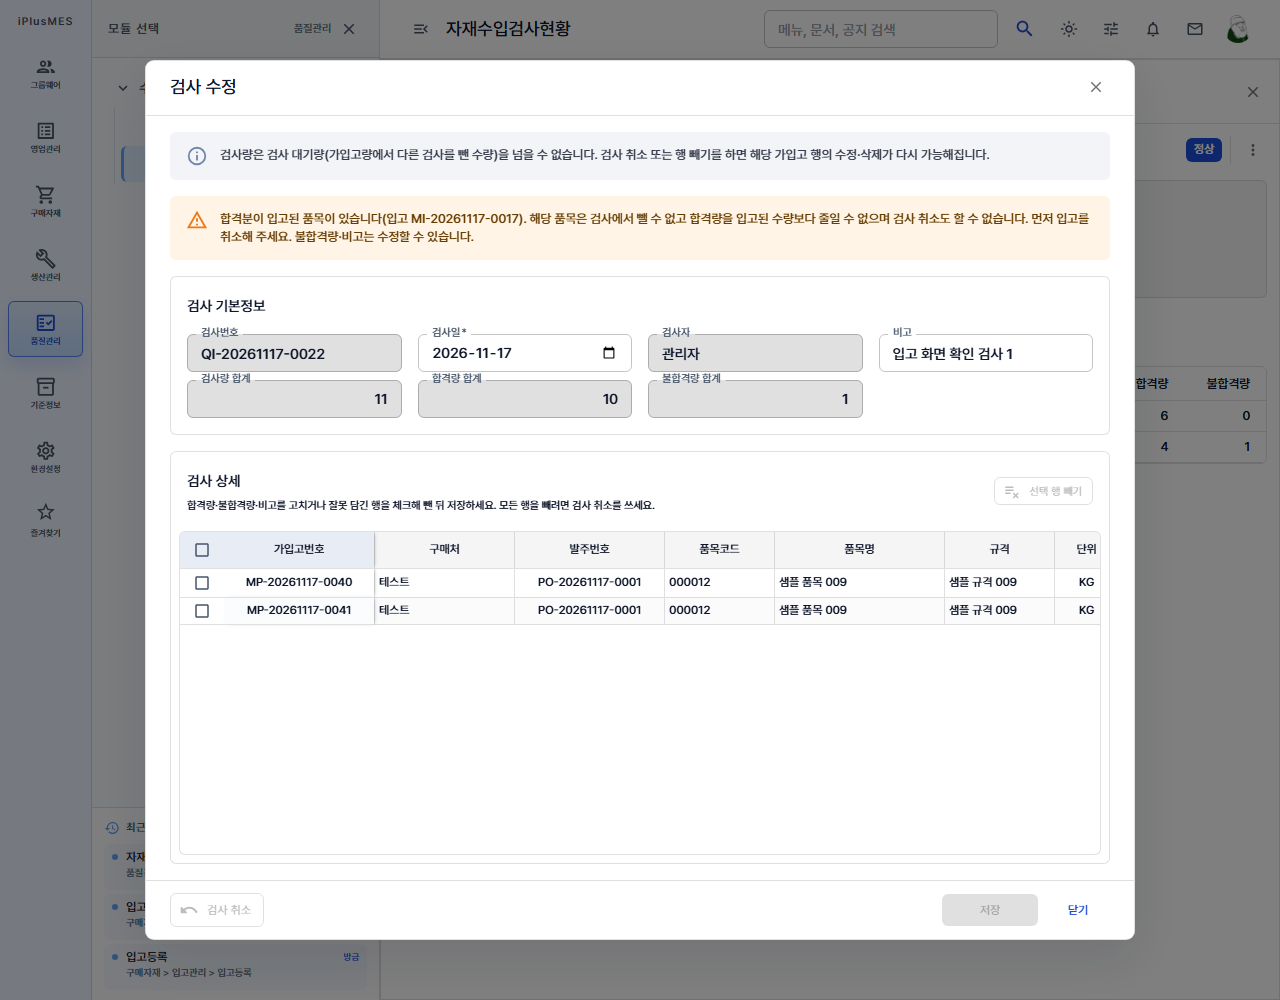 iPlusMES
모듈 선택
품질관리
자재수입검사현황
메뉴, 문서, 공지 검색
그룹웨어
영업관리
구매자재
생산관리
품질관리
기준정보
환경설정
즐겨찾기
검사 수정
검사량은 검사 대기량(가입고량에서 다른 검사를 뺀 수량)을 넘을 수 없습니다. 검사 취소 또는 행 빼기를 하면 해당 가입고 행의 수정·삭제가 다시 가능해집니다.
합격분이 입고된 품목이 있습니다(입고 MI-20261117-0017). 해당 품목은 검사에서 뺄 수 없고 합격량을 입고된 수량보다 줄일 수 없으며 검사 취소도 할 수 없습니다. 먼저 입고를
취소해 주세요. 불합격량·비고는 수정할 수 있습니다.
검사 기본정보
검사번호
QI-20261117-0022
검사일*
2026-11-17
검사자
관리자
비고
입고 화면 확인 검사 1
검사량 합계
11
합격량 합계
10
불합격량 합계
1
검사 상세
합격량·불합격량·비고를 고치거나 잘못 담긴 행을 체크해 뺀 뒤 저장하세요. 모든 행을 빼려면 검사 취소를 쓰세요.
선택 행 빼기
가입고번호 구매처 발주번호 품목코드 품목명 규격 단위
MP-20261117-0040 테스트 PO-20261117-0001 000012 샘플 품목 009 샘플 규격 009 KG
MP-20261117-0041 테스트 PO-20261117-0001 000012 샘플 품목 009 샘플 규격 009 KG
검사 취소
저장
닫기
정상
합격량 불합격량
6 0
4 1
최근
자재
품질
입고
구매
입고등록
방금
구매자재 > 입고관리 > 입고등록